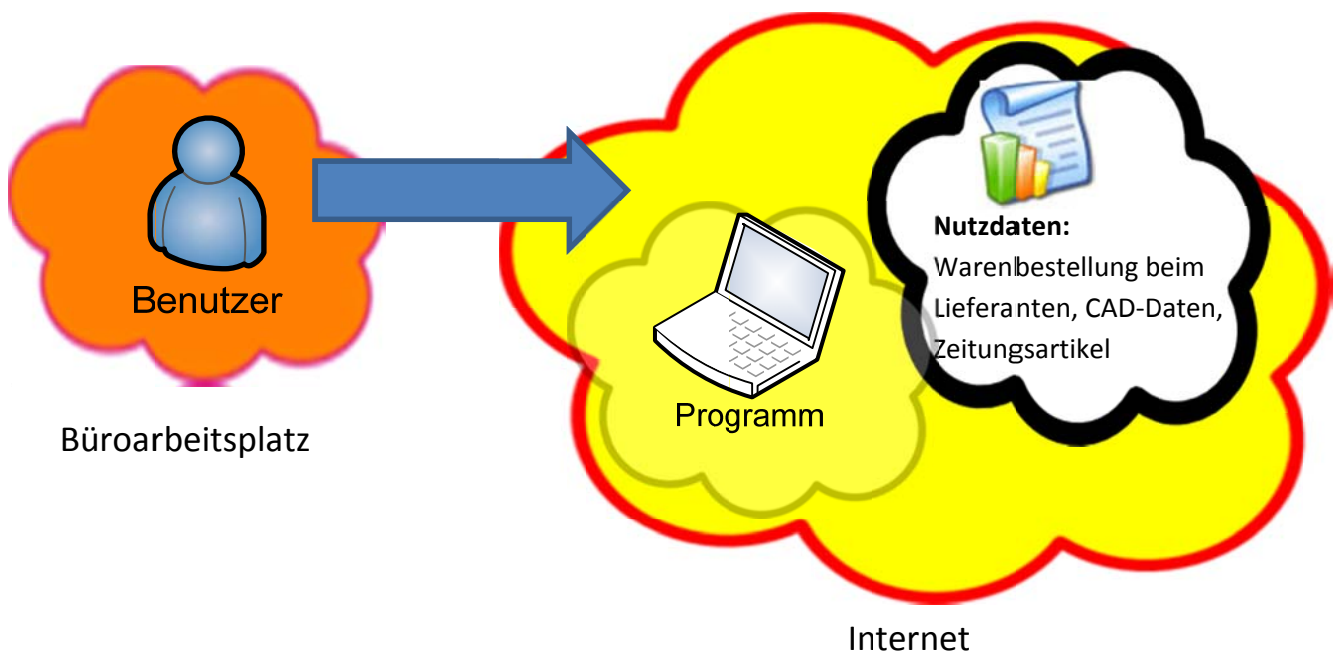 Benutzer
Büroarbeitsplatz
Programm
Nutzdaten:
Warenbestellung beim
Lieferanten, CAD-Daten,
Zeitungsartikel
Internet